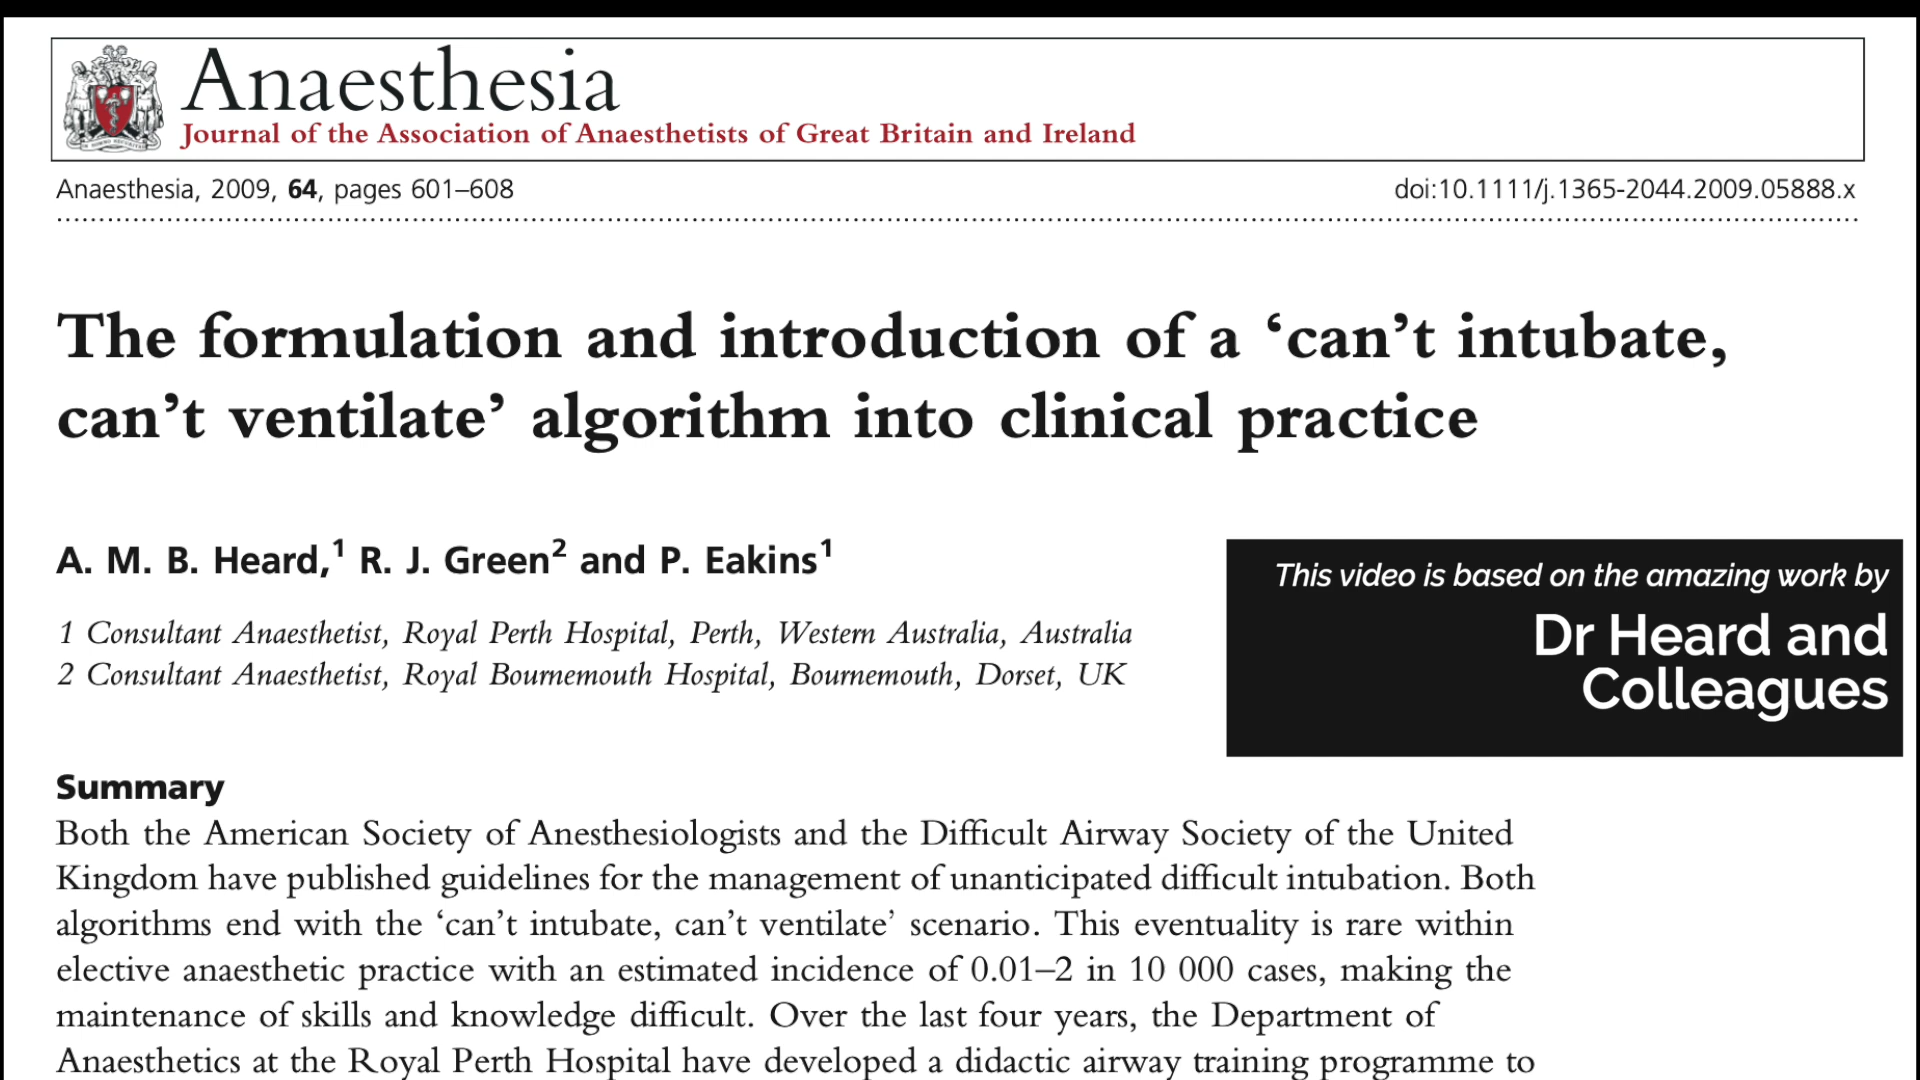 Anaesthesia
Journal of the Association of Anaesthetists of Great Britain and Ireland
Anaesthesia, 2009, 64, pages 601–608
doi:10.1111/j.1365-2044.2009.05888.x
The formulation and introduction of a ‘can’t intubate,
can’t ventilate’ algorithm into clinical practice
A. M. B. Heard,1 R. J. Green2 and P. Eakins1
1 Consultant Anaesthetist, Royal Perth Hospital, Perth, Western Australia, Australia
2 Consultant Anaesthetist, Royal Bournemouth Hospital, Bournemouth, Dorset, UK
This video is based on the amazing work by
Dr Heard and
Colleagues
Summary
Both the American Society of Anesthesiologists and the Difficult Airway Society of the United
Kingdom have published guidelines for the management of unanticipated difficult intubation. Both
algorithms end with the ‘can’t intubate, can’t ventilate’ scenario. This eventuality is rare within
elective anaesthetic practice with an estimated incidence of 0.01–2 in 10 000 cases, making the
maintenance of skills and knowledge difficult. Over the last four years, the Department of
Anaesthetics at the Royal Perth Hospital have developed a didactic airway training programme to